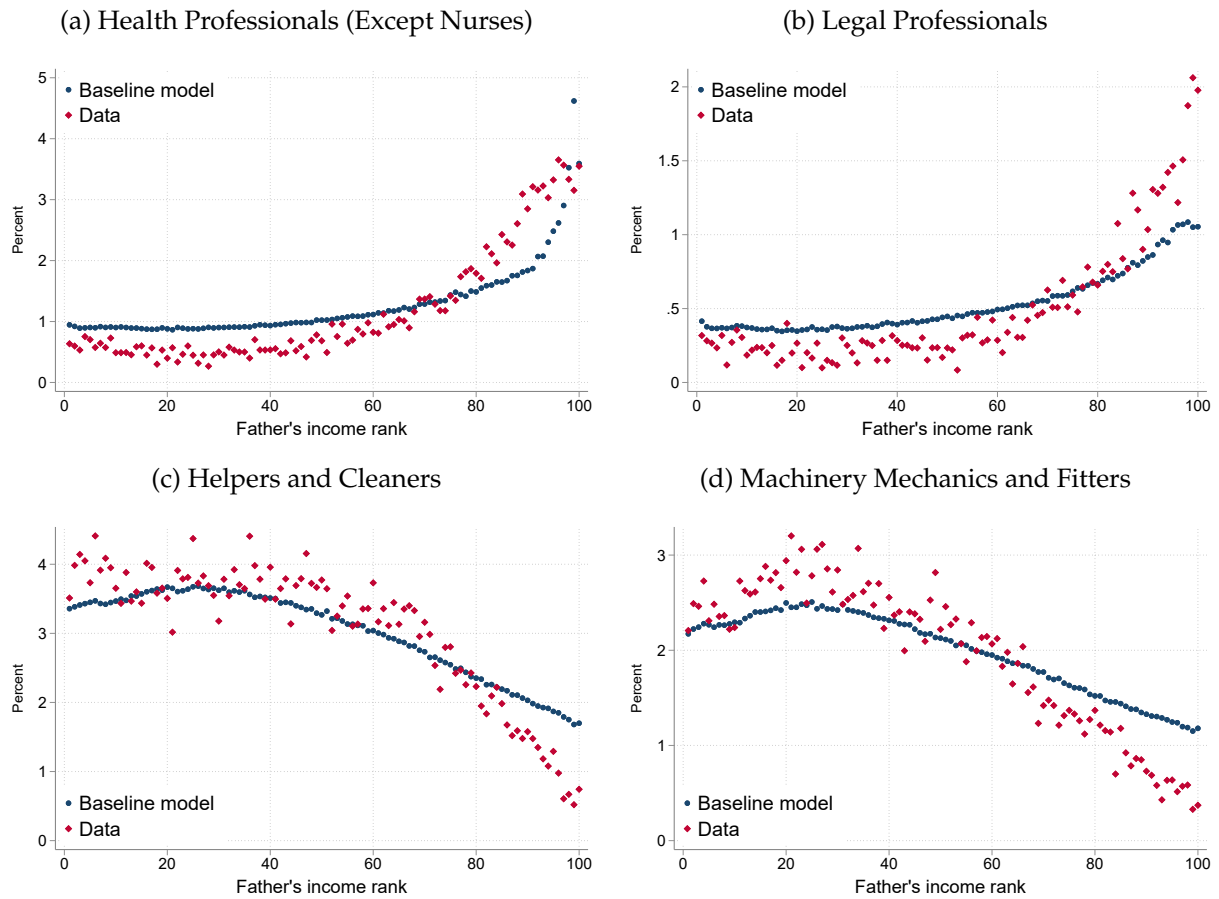 (a) Health Professionals (Except Nurses)
5
4
3
2
1
0
Percent
Baseline model
Data
0 20 40 60 80 100
Father's income rank
(b) Legal Professionals
2
1.5
1
.5
0
Percent
Baseline model
Data
0 20 40 60 80 100
Father's income rank
(c) Helpers and Cleaners
4
3
2
1
0
Percent
Baseline model
Data
0 20 40 60 80 100
Father's income rank
(d) Machinery Mechanics and Fitters
3
2
1
0
Percent
Baseline model
Data
0 20 40 60 80 100
Father's income rank